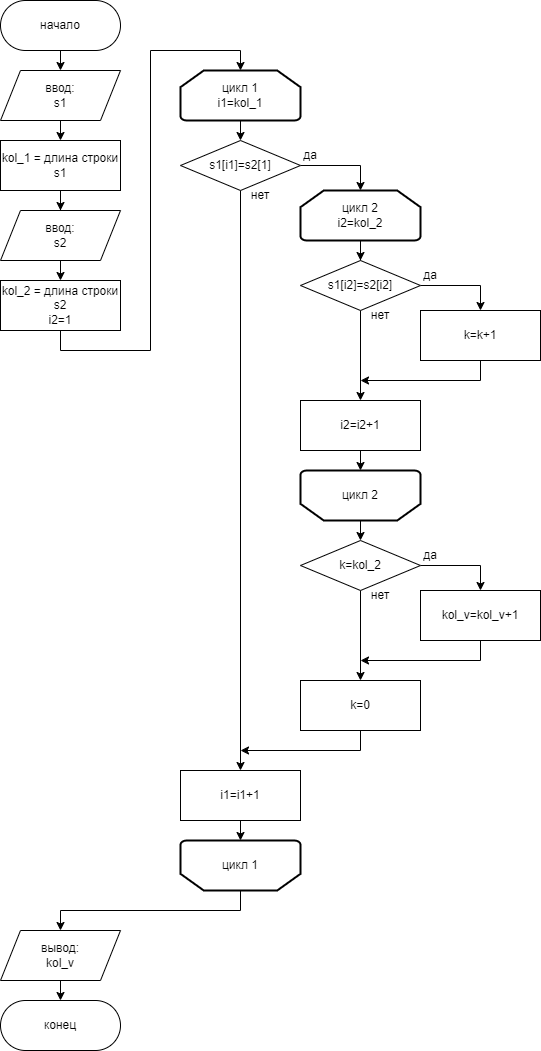 начало
ввод:
s1
kol_1 = длина строки
s1
ввод:
s2
kol_2 = длина строки
s2
i2=1
цикл 1
i1=kol_1
s1[i1]=s2[1]
да
нет
цикл 2
i2=kol_2
s1[i2]=s2[i2]
да
нет
k=k+1
i2=i2+1
цикл 2
k=kol_2
да
нет
kol_v=kol_v+1
k=0
i1=i1+1
цикл 1
вывод:
kol_v
конец